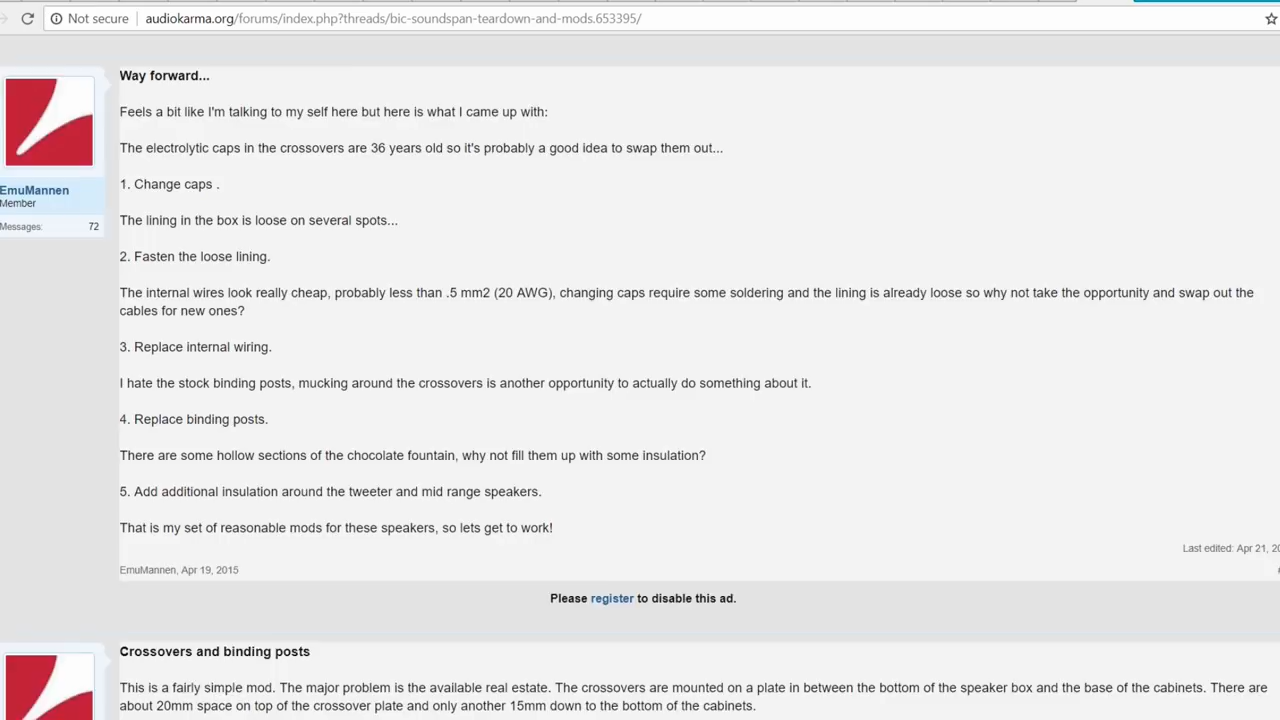 Not secure
audiokarma.org/forums/index.php?threads/bic-soundspan-teardown-and-mods.653395/
Way forward...
Feels a bit like I'm talking to my self here but here is what I came up with:
The electrolytic caps in the crossovers are 36 years old so it's probably a good idea to swap them out...
EmuMannen
Member
Messages: 72
1. Change caps .
The lining in the box is loose on several spots...
2. Fasten the loose lining.
The internal wires look really cheap, probably less than .5 mm2 (20 AWG), changing caps require some soldering and the lining is already loose so why not take the opportunity and swap out the
cables for new ones?
3. Replace internal wiring.
I hate the stock binding posts, mucking around the crossovers is another opportunity to actually do something about it.
4. Replace binding posts.
There are some hollow sections of the chocolate fountain, why not fill them up with some insulation?
5. Add additional insulation around the tweeter and mid range speakers.
That is my set of reasonable mods for these speakers, so lets get to work!
Last edited: Apr 21, 20
EmuMannen, Apr 19, 2015
Please register to disable this ad.
Crossovers and binding posts
This is a fairly simple mod. The major problem is the available real estate. The crossovers are mounted on a plate in between the bottom of the speaker box and the base of the cabinets. There are
about 20mm space on top of the crossover plate and only another 15mm down to the bottom of the cabinets.